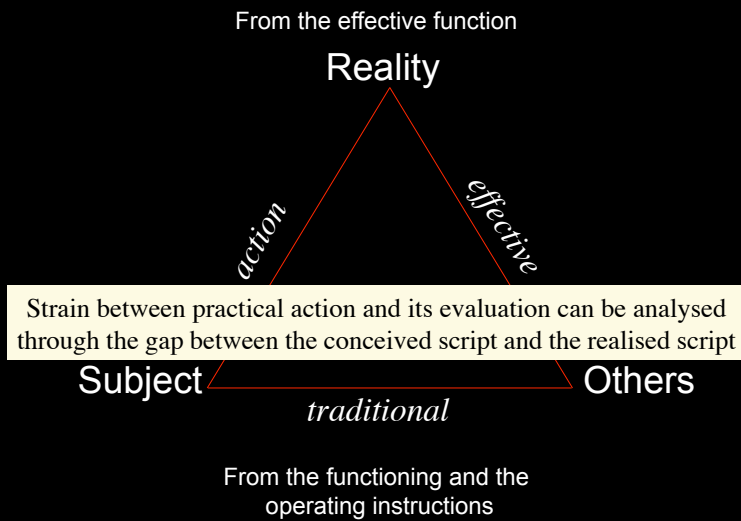 From the effective function
Reality
action
effective
Strain between practical action and its evaluation can be analysed
through the gap between the conceived script and the realised script
Subject
Others
traditional
From the functioning and the
operating instructions